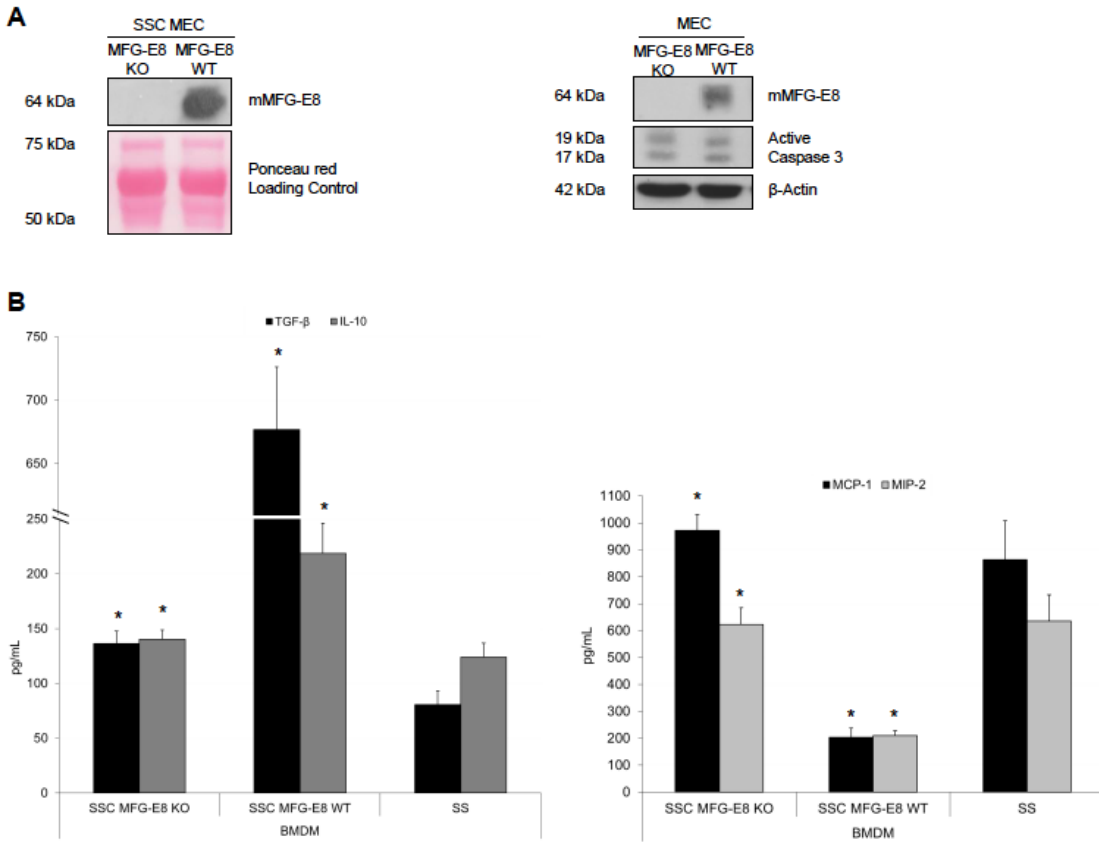 A
SSC MEC
MFG-E8 MFG-E8
KO WT
64 kDa
mMFG-E8
75 kDa
Ponceau red
Loading Control
50 kDa
MEC
MFG-E8 MFG-E8
KO WT
64 kDa
mMFG-E8
19 kDa
Active
17 kDa
Caspase 3
42 kDa
β-Actin
B
TGF-β IL-10
750
700
650
250
200
150
100
50
0
pg/mL
*
*
*
*
SSC MFG-E8 KO SSC MFG-E8 WT SS
BMDM
MCP-1 MIP-2
1100
1000
900
800
700
600
500
400
300
200
100
0
pg/mL
*
*
*
*
SSC MFG-E8 KO SSC MFG-E8 WT SS
BMDM